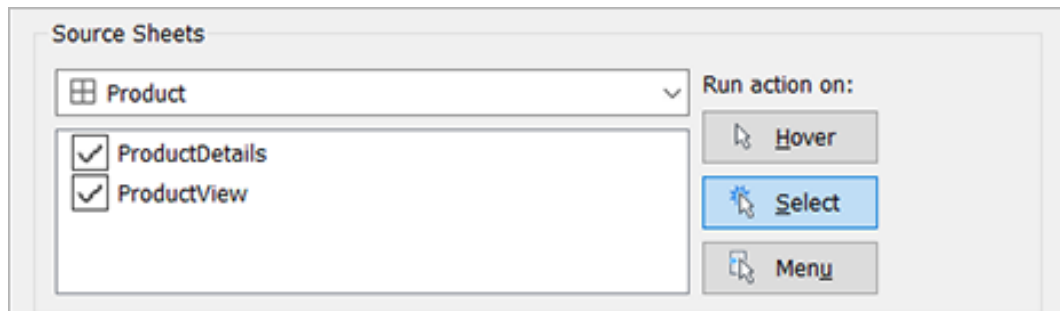 Source Sheets
Product
Run action on:
ProductDetails
ProductView
Hover
Select
Menu